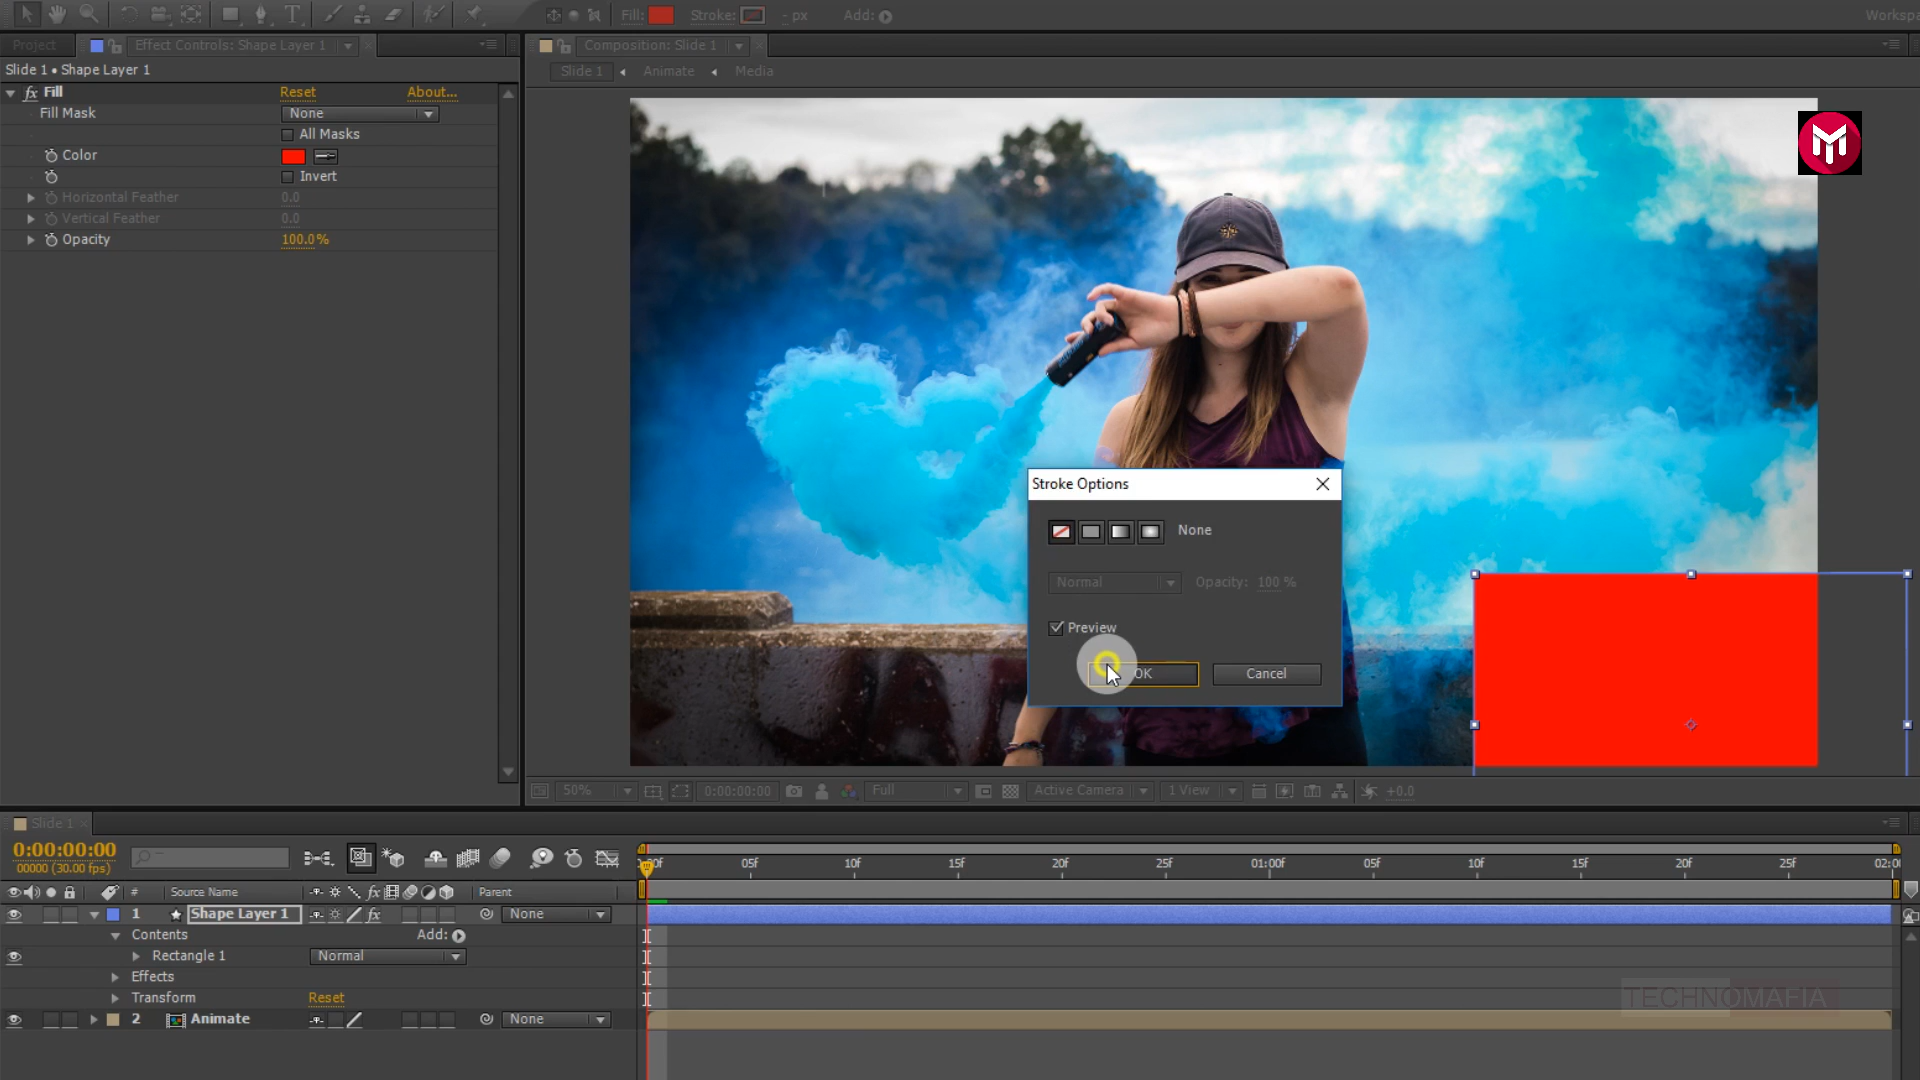 Fill: Stroke: - px Add: Workspa
Project Effect Controls: Shape Layer 1 Composition: Slide 1
Slide 1 • Shape Layer 1
Slide 1 Animate Media
fx Fill Reset About...
Fill Mask None
All Masks
Color
Invert
Horizontal Feather 0.0
Vertical Feather 0.0
Opacity 100.0%
Stroke Options
None
Normal Opacity: 100 %
Preview
OK Cancel
50% 0:00:00:00 Full Active Camera 1 View +0.0
Slide 1
0:00:00:00
00000 (30.00 fps)
00f 05f 10f 15f 20f 25f 01:00f 05f 10f 15f 20f 25f 02:0
# Source Name fx Parent
1 Shape Layer 1 fx None
Contents Add:
Rectangle 1 Normal
Effects
Transform Reset
TECHNOMAFIA
2 Animate None